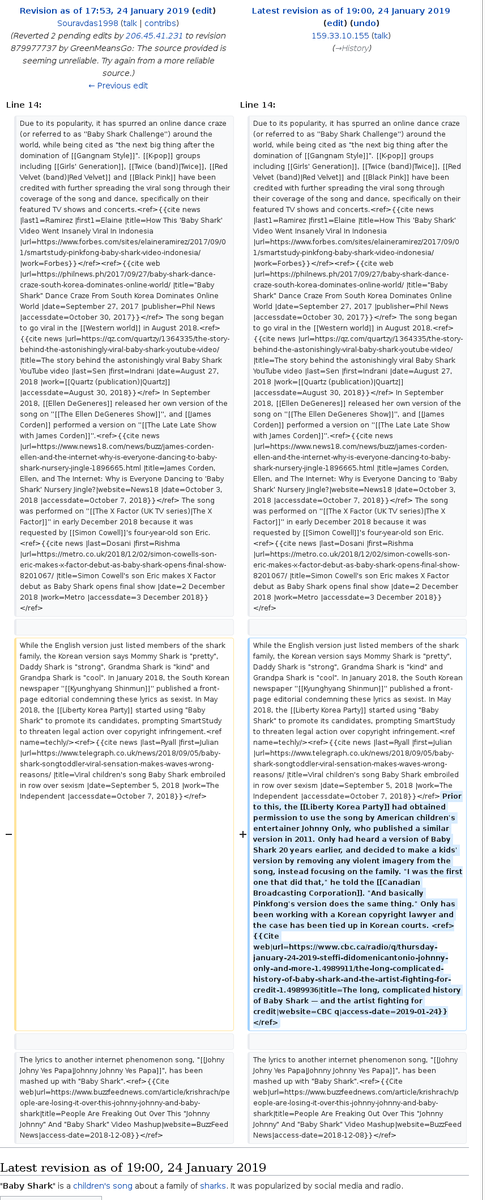 Revision as of 17:53, 24 January 2019 (edit)
Souravdas1998 (talk | contribs)
(Reverted 2 pending edits by 206.45.41.231 to revision
879977737 by GreenMeansGo: The source provided is
seeming unreliable. Try again from a more reliable
source.)
← Previous edit
Latest revision as of 19:00, 24 January 2019
(edit) (undo)
159.33.10.155 (talk)
(→History)
Line 14:
Line 14:
Due to its popularity, it has spurred an online dance craze
(or referred to as "Baby Shark Challenge") around the
world, while being cited as "the next big thing after the
domination of [[Gangnam Style]]". [[K-pop]] groups
including [[Girls' Generation]], [[Twice (band)|Twice]], [[Red
Velvet (band)|Red Velvet]] and [[Black Pink]] have been
credited with further spreading the viral song through their
coverage of the song and dance, specifically on their
featured TV shows and concerts.<ref>{{cite news
|last1=Ramirez |first1=Elaine |title=How This 'Baby Shark'
Video Went Insanely Viral In Indonesia
|url=https://www.forbes.com/sites/elaineramirez/2017/09/0
1/smartstudy-pinkfong-baby-shark-video-indonesia/
|work=Forbes}}</ref><ref>{{cite web
|url=https://philnews.ph/2017/09/27/baby-shark-dance-
craze-south-korea-dominates-online-world/ |title="Baby
Shark" Dance Craze From South Korea Dominates Online
World |date=September 27, 2017 |publisher=Phil News
|accessdate=October 30, 2017}}</ref> The song began
to go viral in the [[Western world]] in August 2018.<ref>
{{cite news |url=https://qz.com/quartzy/1364335/the-story-
behind-the-astonishingly-viral-baby-shark-youtube-video/
|title=The story behind the astonishingly viral Baby Shark
YouTube video |last=Sen |first=Indrani |date=August 27,
2018 |work=[[Quartz (publication)|Quartz]]
|accessdate=August 30, 2018}}</ref> In September
2018, [[Ellen DeGeneres]] released her own version of the
song on ''[[The Ellen DeGeneres Show]]'', and [[James
Corden]] performed a version on ''[[The Late Late Show
with James Corden]]''.<ref>{{cite news
|url=https://www.news18.com/news/buzz/james-corden-
ellen-and-the-internet-why-is-everyone-dancing-to-baby-
shark-nursery-jingle-1896665.html |title=James Corden,
Ellen, and The Internet: Why is Everyone Dancing to 'Baby
Shark' Nursery Jingle?|website=News18 |date=October 3,
2018 |accessdate=October 7, 2018}}</ref> The song
was performed on ''[[The X Factor (UK TV series)|The X
Factor]]'' in early December 2018 because it was
requested by [[Simon Cowell]]'s four-year-old son Eric.
<ref>{{cite news |last=Dosani |first=Rishma
|url=https://metro.co.uk/2018/12/02/simon-cowells-son-
eric-makes-x-factor-debut-as-baby-shark-opens-final-show-
8201067/ |title=Simon Cowell's son Eric makes X Factor
debut as Baby Shark opens final show |date=2 December
2018 |work=Metro |accessdate=3 December 2018}}
</ref>
Due to its popularity, it has spurred an online dance craze
(or referred to as "Baby Shark Challenge") around the
world, while being cited as "the next big thing after the
domination of [[Gangnam Style]]". [[K-pop]] groups
including [[Girls' Generation]], [[Twice (band)|Twice]], [[Red
Velvet (band)|Red Velvet]] and [[Black Pink]] have been
credited with further spreading the viral song through their
coverage of the song and dance, specifically on their
featured TV shows and concerts.<ref>{{cite news
|last1=Ramirez |first1=Elaine |title=How This 'Baby Shark'
Video Went Insanely Viral In Indonesia
|url=https://www.forbes.com/sites/elaineramirez/2017/09/0
1/smartstudy-pinkfong-baby-shark-video-indonesia/
|work=Forbes}}</ref><ref>{{cite web
|url=https://philnews.ph/2017/09/27/baby-shark-dance-
craze-south-korea-dominates-online-world/ |title="Baby
Shark" Dance Craze From South Korea Dominates Online
World |date=September 27, 2017 |publisher=Phil News
|accessdate=October 30, 2017}}</ref> The song began
to go viral in the [[Western world]] in August 2018.<ref>
{{cite news |url=https://qz.com/quartzy/1364335/the-story-
behind-the-astonishingly-viral-baby-shark-youtube-video/
|title=The story behind the astonishingly viral Baby Shark
YouTube video |last=Sen |first=Indrani |date=August 27,
2018 |work=[[Quartz (publication)|Quartz]]
|accessdate=August 30, 2018}}</ref> In September
2018, [[Ellen DeGeneres]] released her own version of the
song on ''[[The Ellen DeGeneres Show]]'', and [[James
Corden]] performed a version on ''[[The Late Late Show
with James Corden]]''.<ref>{{cite news
|url=https://www.news18.com/news/buzz/james-corden-
ellen-and-the-internet-why-is-everyone-dancing-to-baby-
shark-nursery-jingle-1896665.html |title=James Corden,
Ellen, and The Internet: Why is Everyone Dancing to 'Baby
Shark' Nursery Jingle?|website=News18 |date=October 3,
2018 |accessdate=October 7, 2018}}</ref> The song
was performed on ''[[The X Factor (UK TV series)|The X
Factor]]'' in early December 2018 because it was
requested by [[Simon Cowell]]'s four-year-old son Eric.
<ref>{{cite news |last=Dosani |first=Rishma
|url=https://metro.co.uk/2018/12/02/simon-cowells-son-
eric-makes-x-factor-debut-as-baby-shark-opens-final-show-
8201067/ |title=Simon Cowell's son Eric makes X Factor
debut as Baby Shark opens final show |date=2 December
2018 |work=Metro |accessdate=3 December 2018}}
</ref>
−
While the English version just listed members of the shark
family, the Korean version says Mommy Shark is "pretty",
Daddy Shark is "strong", Grandma Shark is "kind" and
Grandpa Shark is "cool". In January 2018, the South Korean
newspaper ''[[Kyunghyang Shinmun]]'' published a front-
page editorial condemning these lyrics as sexist. In May
2018, the [[Liberty Korea Party]] started using "Baby
Shark" to promote its candidates, prompting SmartStudy
to threaten legal action over copyright infringement.<ref
name=techly/><ref>{{cite news |last=Ryall |first=Julian
|url=https://www.telegraph.co.uk/news/2018/09/05/baby-
shark-songtoddler-viral-sensation-makes-waves-wrong-
reasons/ |title=Viral children's song Baby Shark embroiled
in row over sexism |date=September 5, 2018 |work=The
Independent |accessdate=October 7, 2018}}</ref>
+
While the English version just listed members of the shark
family, the Korean version says Mommy Shark is "pretty",
Daddy Shark is "strong", Grandma Shark is "kind" and
Grandpa Shark is "cool". In January 2018, the South Korean
newspaper ''[[Kyunghyang Shinmun]]'' published a front-
page editorial condemning these lyrics as sexist. In May
2018, the [[Liberty Korea Party]] started using "Baby
Shark" to promote its candidates, prompting SmartStudy
to threaten legal action over copyright infringement.<ref
name=techly/><ref>{{cite news |last=Ryall |first=Julian
|url=https://www.telegraph.co.uk/news/2018/09/05/baby-
shark-songtoddler-viral-sensation-makes-waves-wrong-
reasons/ |title=Viral children's song Baby Shark embroiled
in row over sexism |date=September 5, 2018 |work=The
Independent |accessdate=October 7, 2018}}</ref> Prior
to this, the [[Liberty Korea Party]] had obtained
permission to use the song by American children's
entertainer Johnny Only, who published a similar
version in 2011. Only had heard a version of Baby
Shark 20 years earlier, and decided to make a kids'
version by removing any violent imagery from the
song, instead focusing on the family. "I was the first
one that did that," he told the [[Canadian
Broadcasting Corporation]]. "And basically
Pinkfong's version does the same thing." Only has
been working with a Korean copyright lawyer and
the case has been tied up in Korean courts. <ref>
{{Cite
web|url=https://www.cbc.ca/radio/q/thursday-
january-24-2019-steffi-didomenicantonio-johnny-
only-and-more-1.4989911/the-long-complicated-
history-of-baby-shark-and-the-artist-fighting-for-
credit-1.4989936|title=The long, complicated history
of Baby Shark — and the artist fighting for
credit|website=CBC q|access-date=2019-01-24}}
</ref>
The lyrics to another internet phenomenon song, "[[Johny
Johny Yes Papa|Johnny Johnny Yes Papa]]", has
been mashed up with "Baby Shark".<ref>{{Cite
web|url=https://www.buzzfeednews.com/article/krishrach/pe
ople-are-losing-it-over-this-johnny-johnny-and-baby-
shark|title=People Are Freaking Out Over This "Johnny
Johnny" And "Baby Shark" Video Mashup|website=BuzzFeed
News|access-date=2018-12-08}}</ref>
The lyrics to another internet phenomenon song, "[[Johny
Johny Yes Papa|Johnny Johnny Yes Papa]]", has
been mashed up with "Baby Shark".<ref>{{Cite
web|url=https://www.buzzfeednews.com/article/krishrach/pe
ople-are-losing-it-over-this-johnny-johnny-and-baby-
shark|title=People Are Freaking Out Over This "Johnny
Johnny" And "Baby Shark" Video Mashup|website=BuzzFeed
News|access-date=2018-12-08}}</ref>
Latest revision as of 19:00, 24 January 2019
"Baby Shark" is a children's song about a family of sharks. It was popularized by social media and radio.